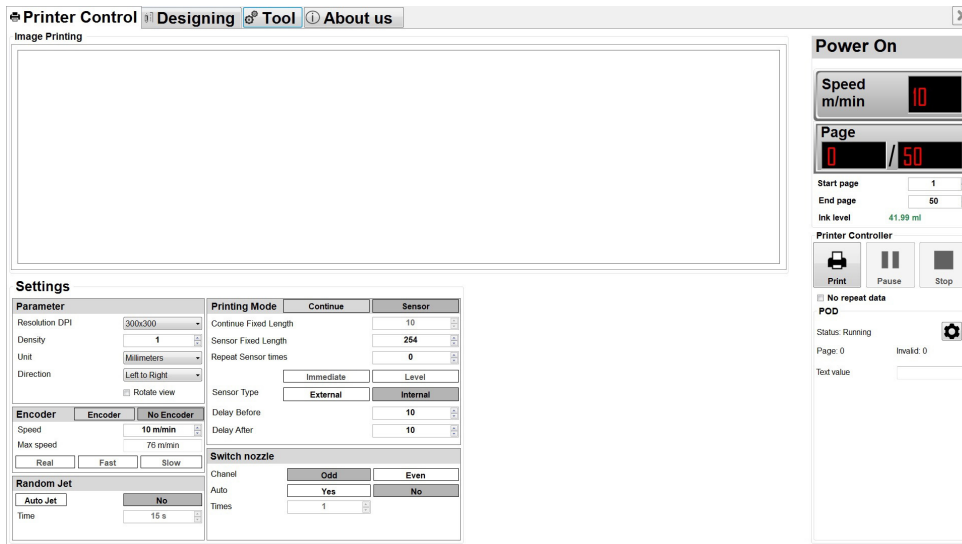 Printer Control Designing Tool About us
Image Printing
Power On
Speed
m/min
10
Page
0 / 50
Start page 1
End page 50
Ink level 41.99 ml
Printer Controller
Print Pause Stop
No repeat data
POD
Status: Running
Page: 0 Invalid: 0
Text value
Settings
Parameter
Resolution DPI 300x300
Density 1
Unit Millimeters
Direction Left to Right
Rotate view
Encoder Encoder No Encoder
Speed 10 m/min
Max speed 76 m/min
Real Fast Slow
Random Jet
Auto Jet No
Time 15 s
Printing Mode Continue Sensor
Continue Fixed Length 10
Sensor Fixed Length 254
Repeat Sensor times 0
Immediate Level
Sensor Type External Internal
Delay Before 10
Delay After 10
Switch nozzle
Chanel Odd Even
Auto Yes No
Times 1